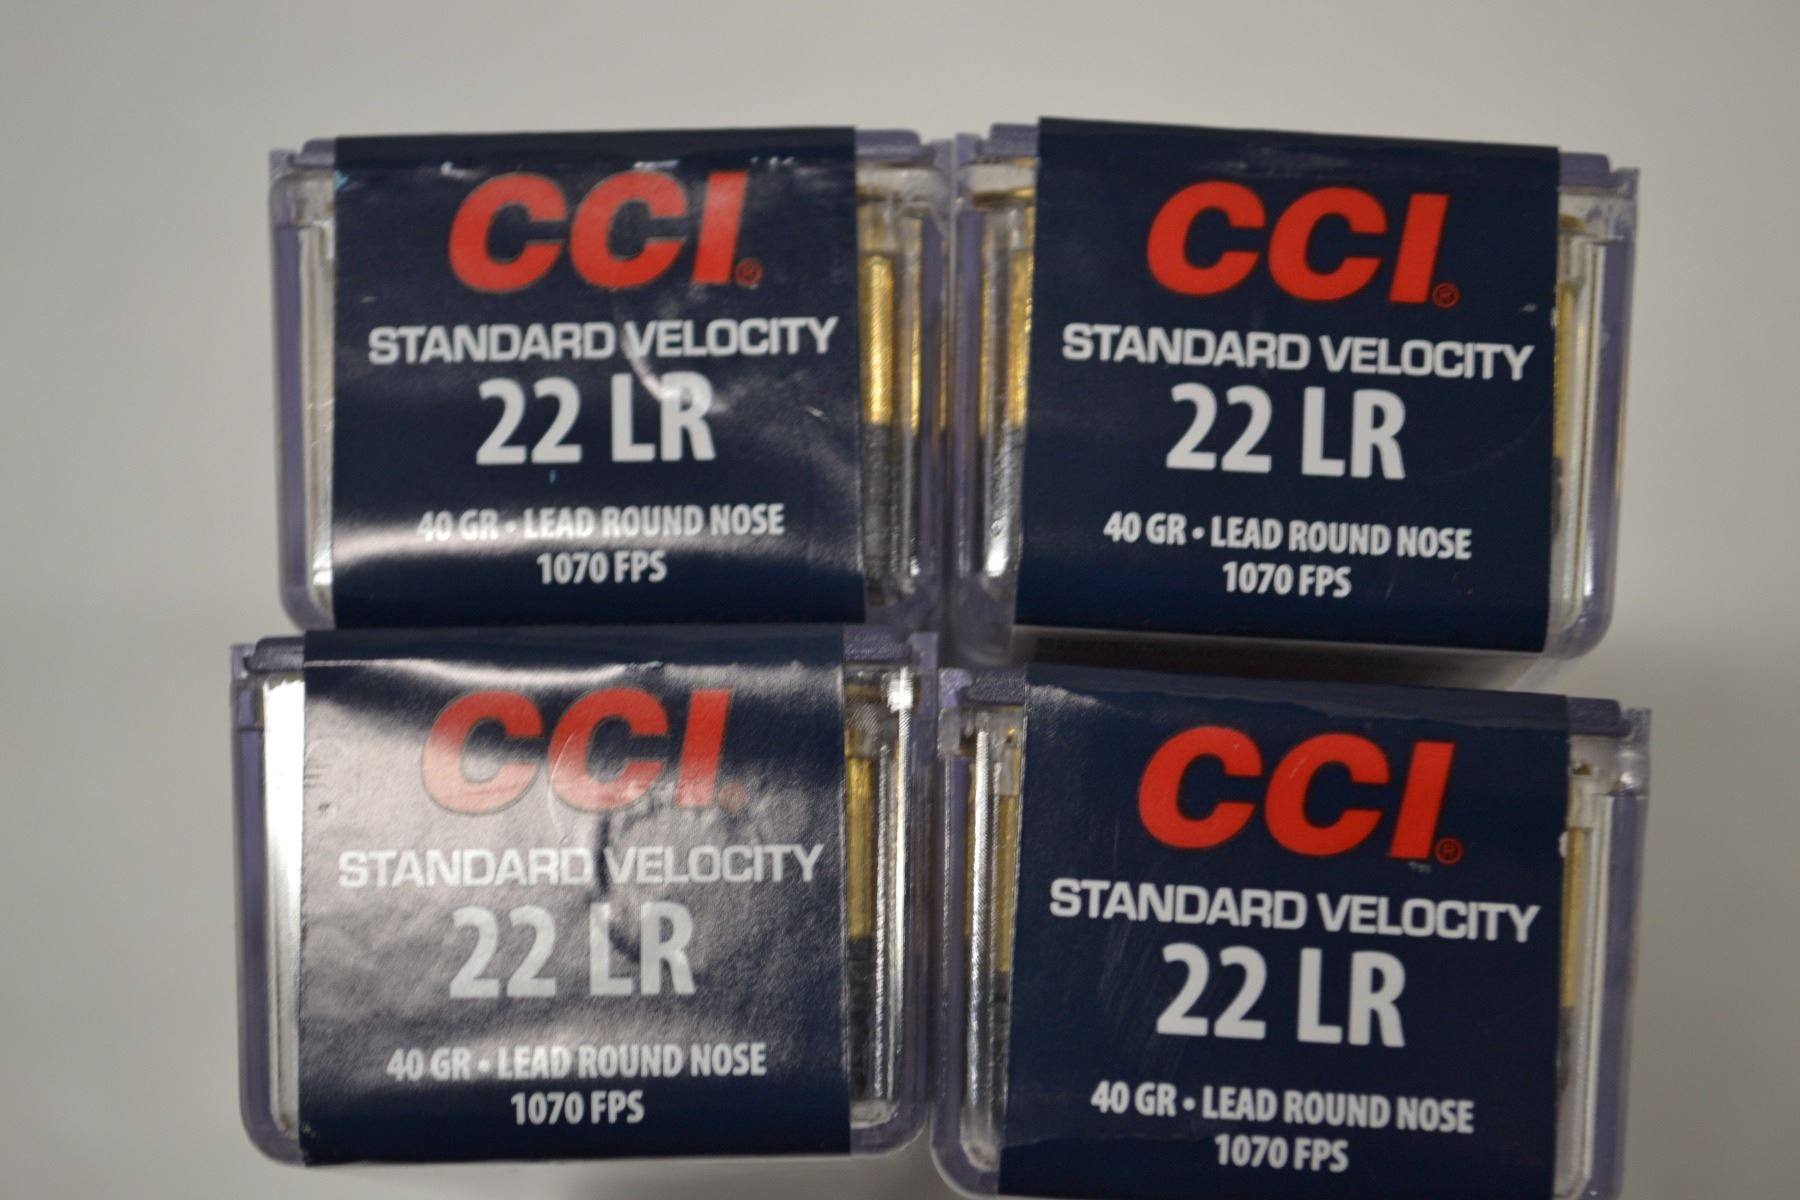 CCI®
STANDARD VELOCITY
22 LR
40 GR • LEAD ROUND NOSE
1070 FPS
CCI®
STANDARD VELOCITY
22 LR
40 GR • LEAD ROUND NOSE
1070 FPS
CCI®
STANDARD VELOCITY
22 LR
40 GR • LEAD ROUND NOSE
1070 FPS
CCI®
STANDARD VELOCITY
22 LR
40 GR • LEAD ROUND NOSE
1070 FPS